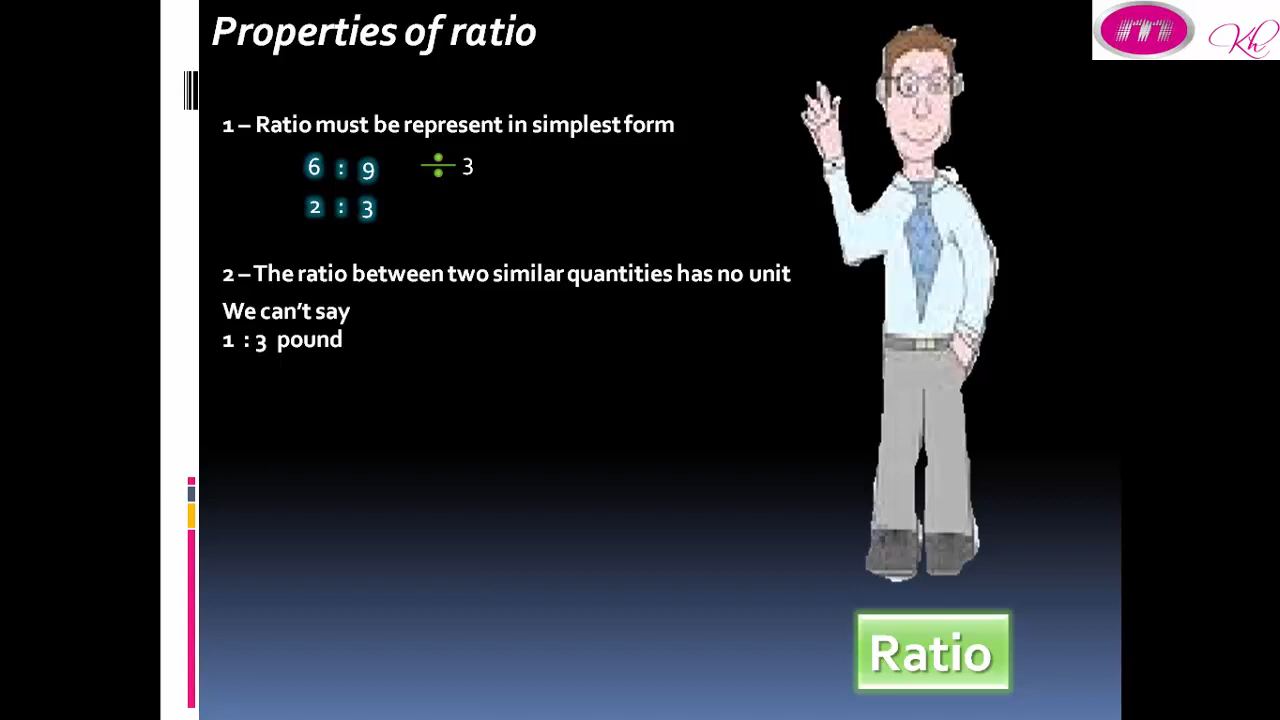 Properties of ratio
m
Kh
1 – Ratio must be represent in simplest form
6 : 9 ÷ 3
2 : 3
2 – The ratio between two similar quantities has no unit
We can't say
1 : 3 pound
Ratio